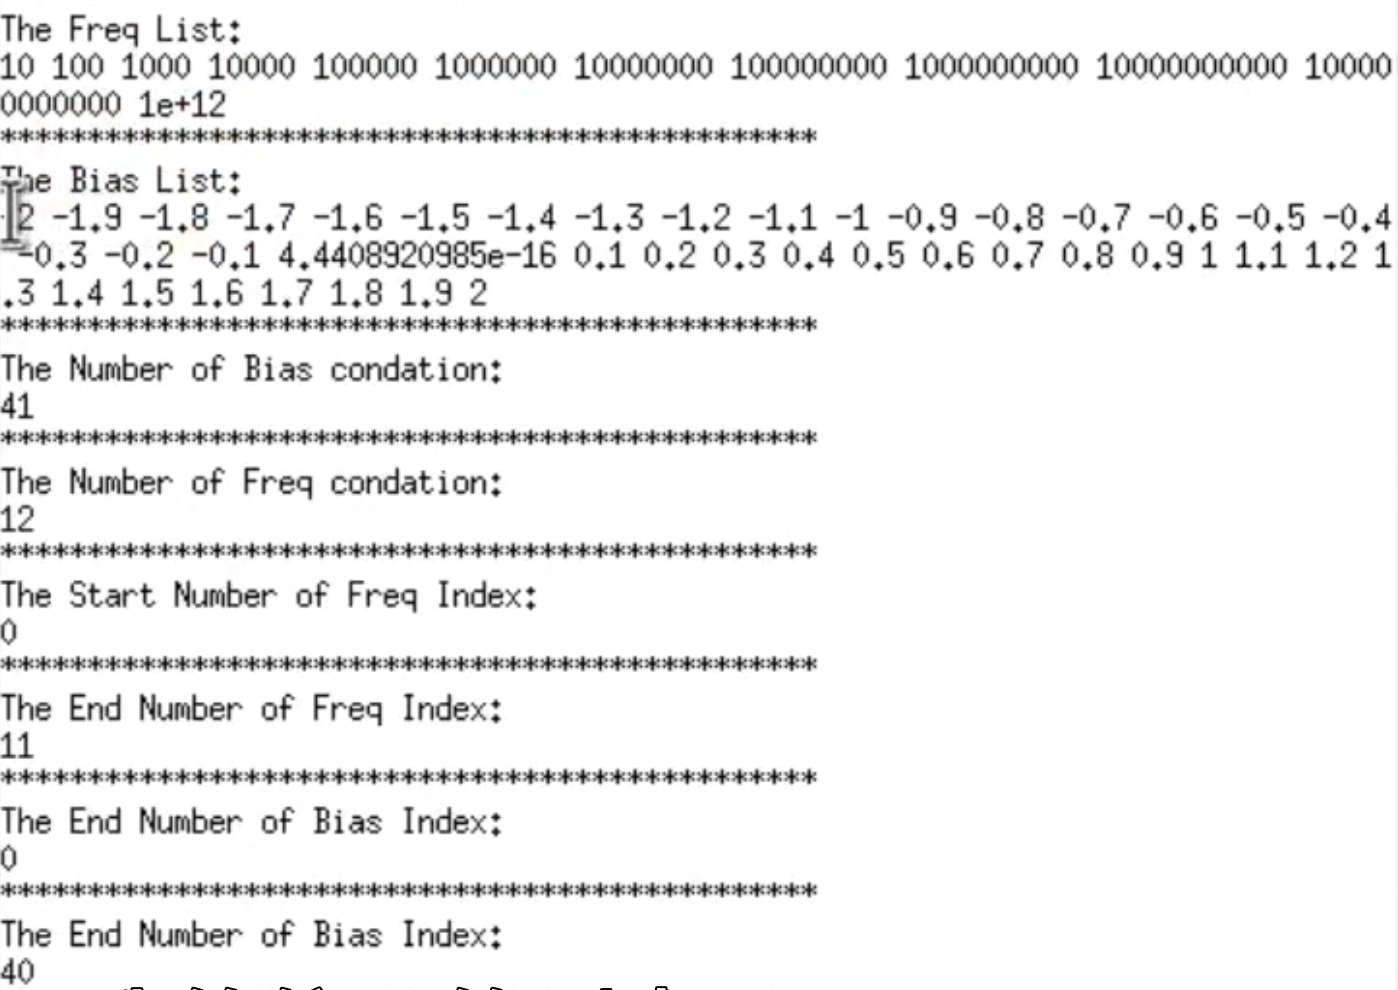 The Freq List:
10 100 1000 10000 100000 1000000 10000000 100000000 1000000000 10000000000 10000
0000000 1e+12
***********************************************
The Bias List:
-2 -1.9 -1.8 -1.7 -1.6 -1.5 -1.4 -1.3 -1.2 -1.1 -1 -0.9 -0.8 -0.7 -0.6 -0.5 -0.4
-0.3 -0.2 -0.1 4.4408920985e-16 0.1 0.2 0.3 0.4 0.5 0.6 0.7 0.8 0.9 1 1.1 1.2 1
.3 1.4 1.5 1.6 1.7 1.8 1.9 2
***********************************************
The Number of Bias condation:
41
***********************************************
The Number of Freq condation:
12
***********************************************
The Start Number of Freq Index:
0
***********************************************
The End Number of Freq Index:
11
***********************************************
The End Number of Bias Index:
0
***********************************************
The End Number of Bias Index:
40